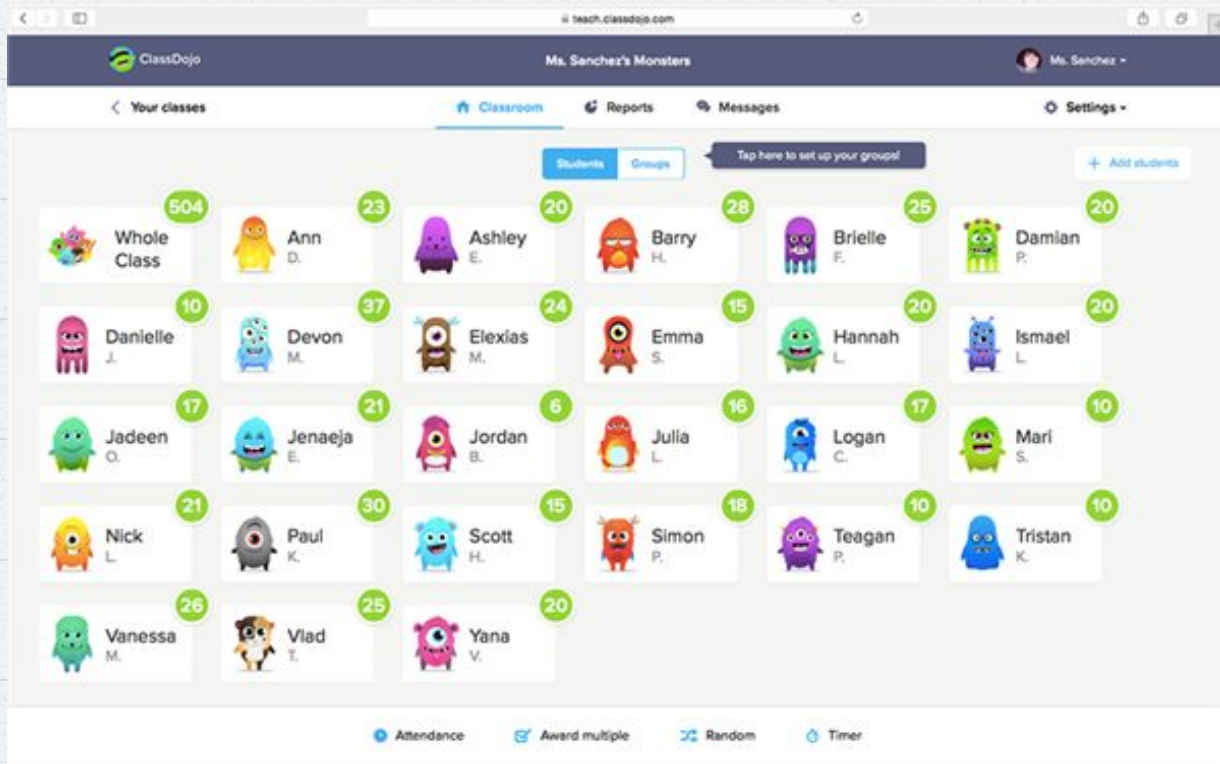 teach.classdojo.com
ClassDojo
Ms. Sanchez's Monsters
Ms. Sanchez
Your classes
Classroom
Reports
Messages
Settings
Students
Groups
Tap here to set up your groups!
+ Add students
504
Whole
Class
23
Ann
D.
20
Ashley
E.
28
Barry
H.
25
Brielle
F.
20
Damian
P.
10
Danielle
J.
37
Devon
M.
24
Elexias
M.
15
Emma
S.
20
Hannah
L.
20
Ismael
L.
17
Jadeen
O.
21
Jenaeja
E.
6
Jordan
B.
16
Julia
L.
17
Logan
C.
10
Mari
S.
21
Nick
L.
30
Paul
K.
15
Scott
H.
18
Simon
P.
10
Teagan
P.
10
Tristan
K.
26
Vanessa
M.
25
Vlad
T.
20
Yana
V.
Attendance
Award multiple
Random
Timer